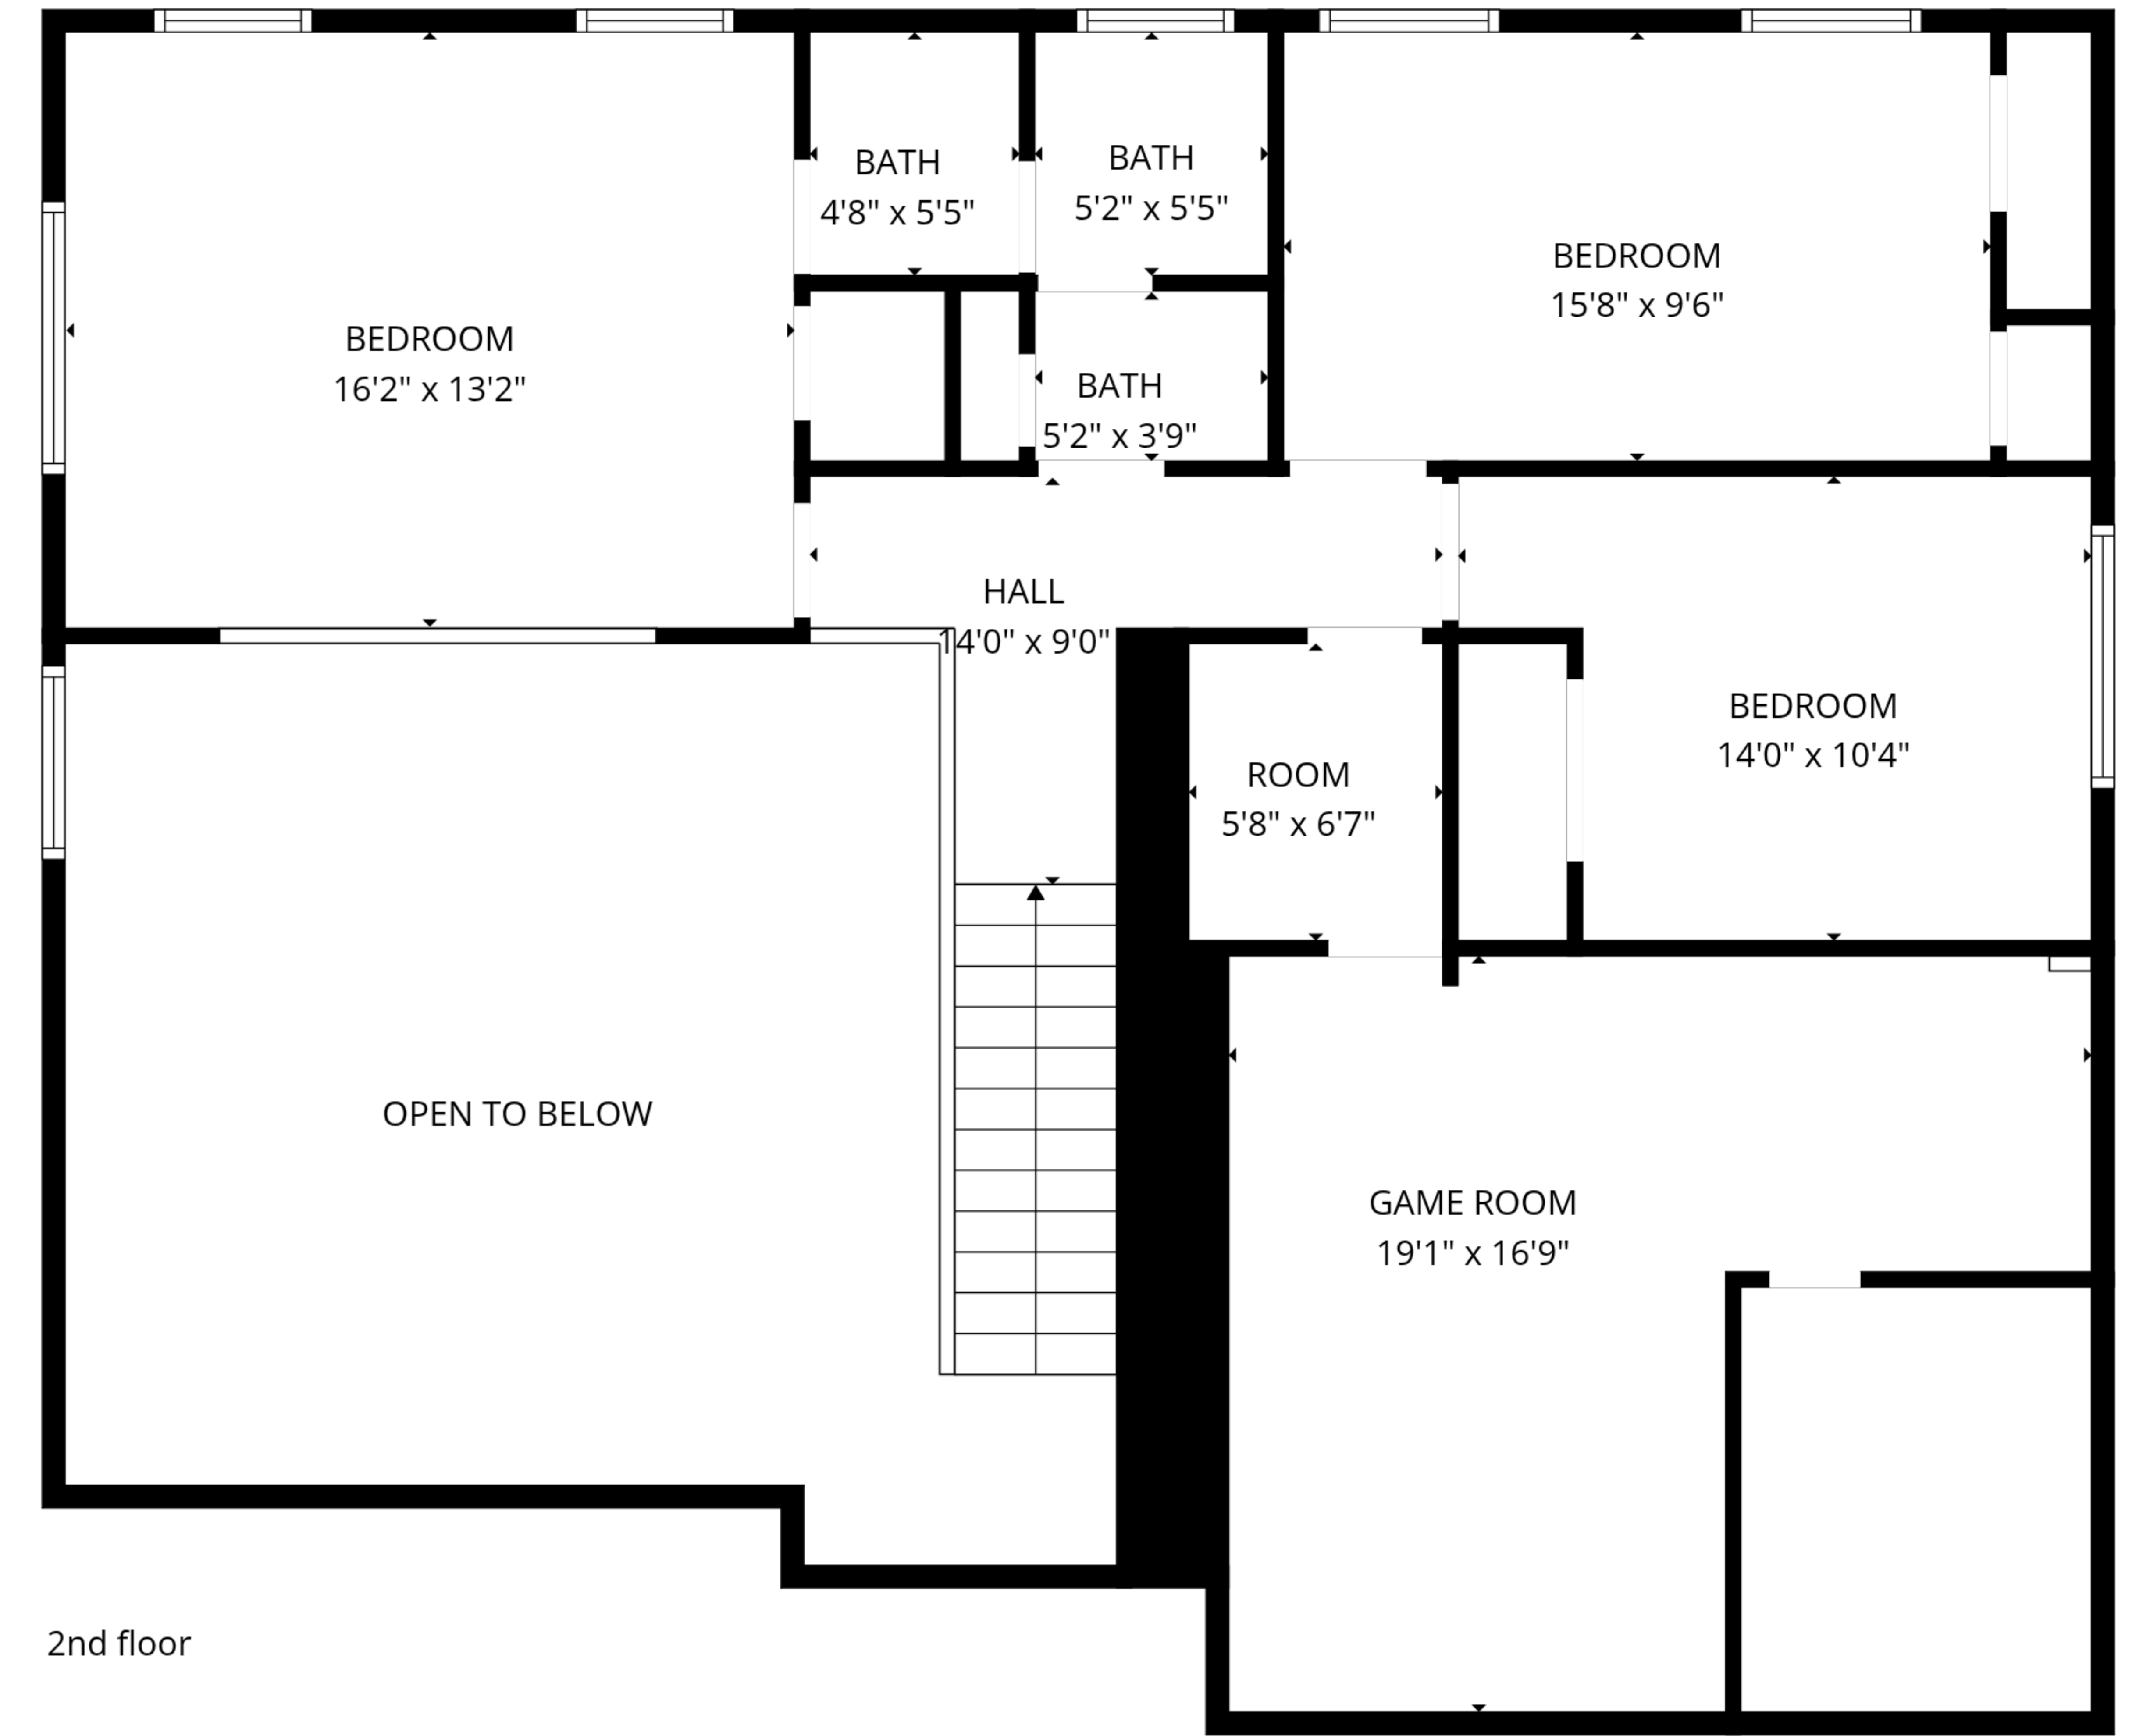 BATH
4'8" x 5'5"
BATH
5'2" x 5'5"
BEDROOM
15'8" x 9'6"
BEDROOM
16'2" x 13'2"
BATH
5'2" x 3'9"
HALL
14'0" x 9'0"
BEDROOM
14'0" x 10'4"
ROOM
5'8" x 6'7"
OPEN TO BELOW
GAME ROOM
19'1" x 16'9"
2nd floor